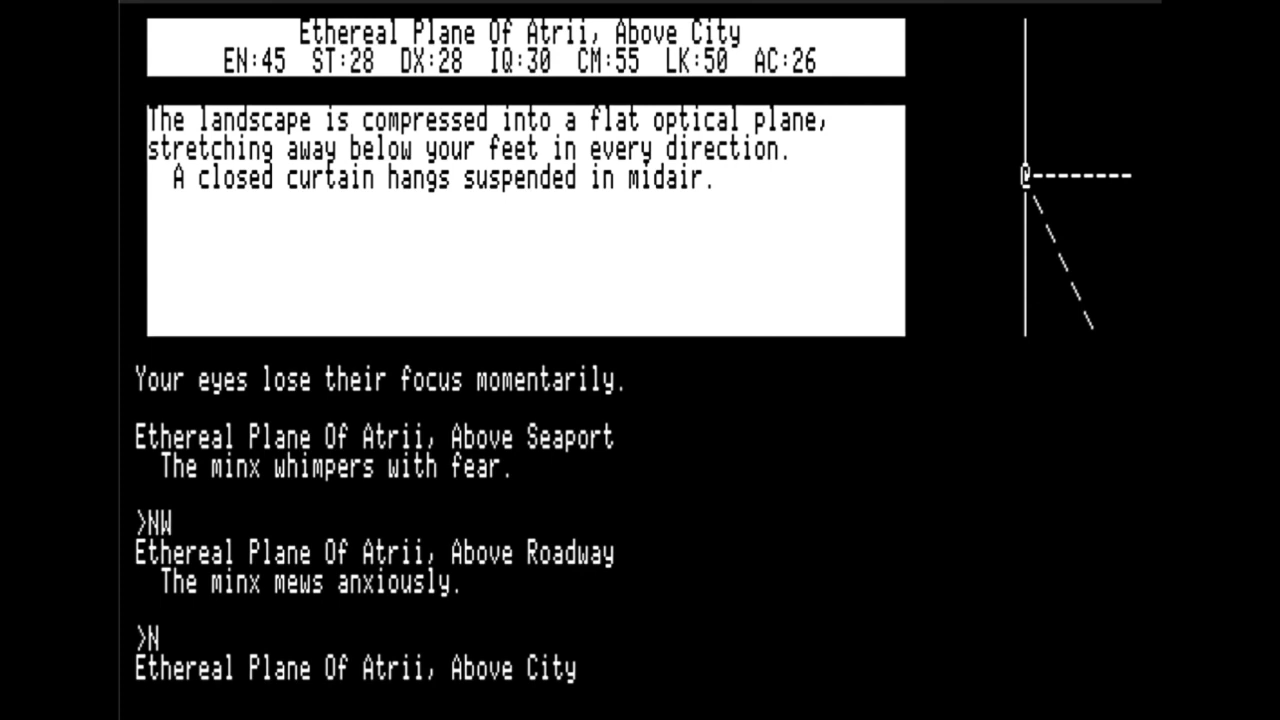 Ethereal Plane Of Atrii, Above City
EN:45 ST:28 DX:28 IQ:30 CM:55 LK:50 AC:26
The landscape is compressed into a flat optical plane,
stretching away below your feet in every direction.
A closed curtain hangs suspended in midair.
Your eyes lose their focus momentarily.
Ethereal Plane Of Atrii, Above Seaport
The minx whimpers with fear.
>NW
Ethereal Plane Of Atrii, Above Roadway
The minx mews anxiously.
>N
Ethereal Plane Of Atrii, Above City